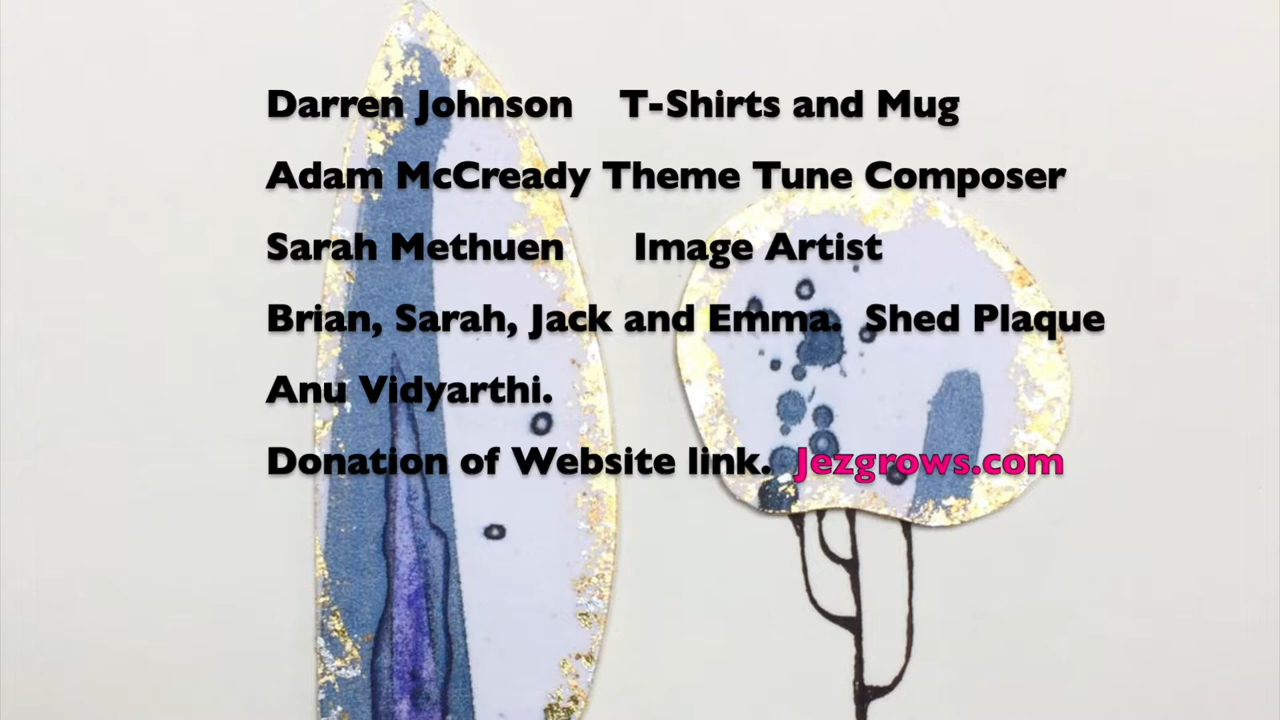 Darren Johnson T-Shirts and Mug
Adam McCready Theme Tune Composer
Sarah Methuen Image Artist
Brian, Sarah, Jack and Emma. Shed Plaque
Anu Vidyarthi.
Donation of Website link. Jezgrows.com